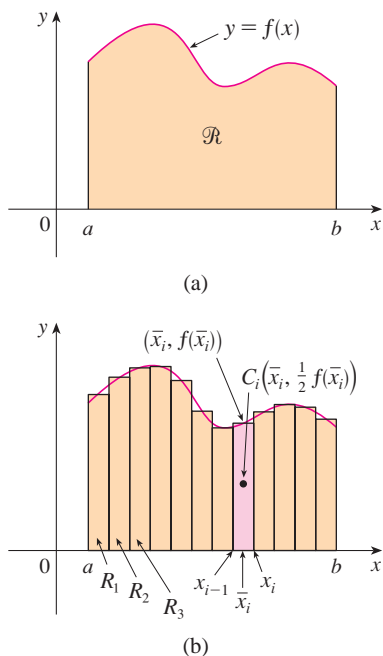 y
y = f(x)
ℛ
0 a b x
(a)
y
(x̄ᵢ, f(x̄ᵢ))
Cᵢ(x̄ᵢ, ½ f(x̄ᵢ))
0 a b x
R₁ R₂ R₃ xᵢ₋₁ x̄ᵢ xᵢ
(b)